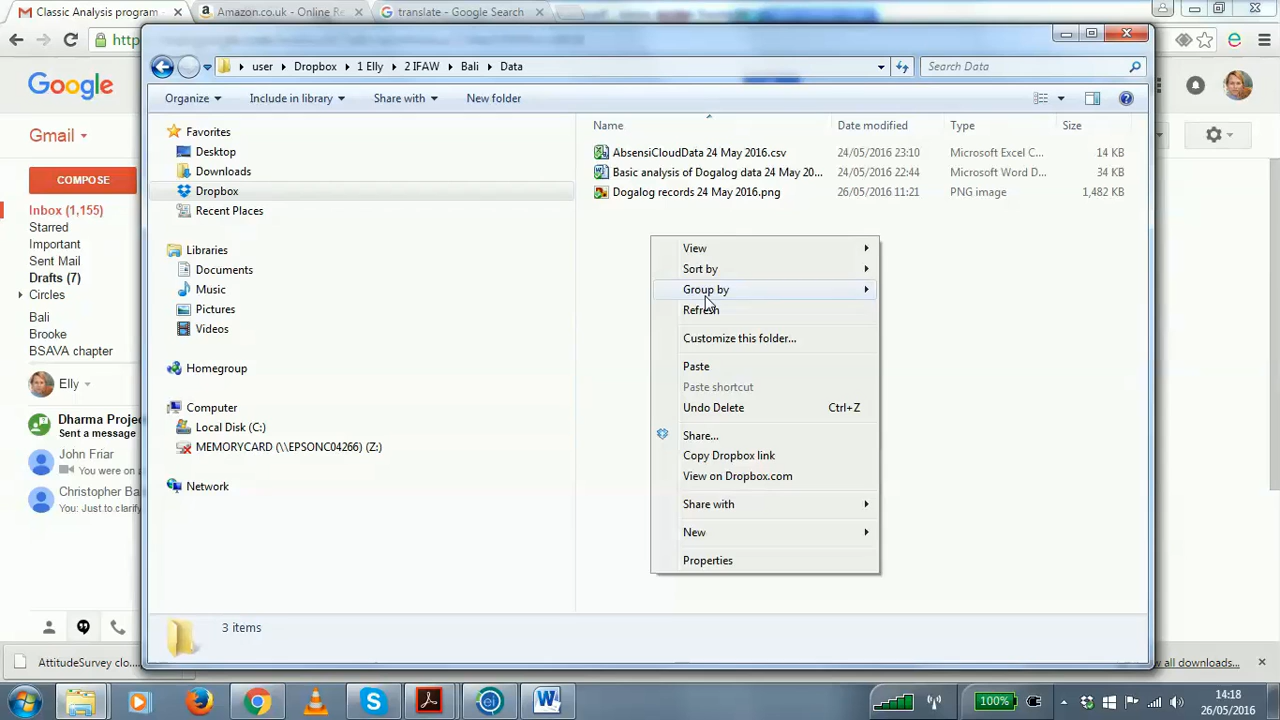 Classic Analysis program -
Amazon.co.uk - Online Re
translate - Google Search
http
user Dropbox 1 Elly 2 IFAW Bali Data
Search Data
Google
Organize Include in library Share with New folder
Gmail
COMPOSE
Inbox (1,155)
Starred
Important
Sent Mail
Drafts (7)
Circles
Bali
Brooke
BSAVA chapter
Elly
Dharma Proje
Sent a message
John Friar
You were on
Christopher Ba
You: Just to clarify
Favorites
Desktop
Downloads
Dropbox
Recent Places
Libraries
Documents
Music
Pictures
Videos
Homegroup
Computer
Local Disk (C:)
MEMORYCARD (\\EPSONC04266) (Z:)
Network
Name Date modified Type Size
AbsensiCloudData 24 May 2016.csv 24/05/2016 23:10 Microsoft Excel C... 14 KB
Basic analysis of Dogalog data 24 May 20... 24/05/2016 22:44 Microsoft Word D... 34 KB
Dogalog records 24 May 2016.png 26/05/2016 11:21 PNG image 1,482 KB
View
Sort by
Group by
Refresh
Customize this folder...
Paste
Paste shortcut
Undo Delete Ctrl+Z
Share...
Copy Dropbox link
View on Dropbox.com
Share with
New
Properties
3 items
AttitudeSurvey clo....
all downloads...
100%
14:18
26/05/2016